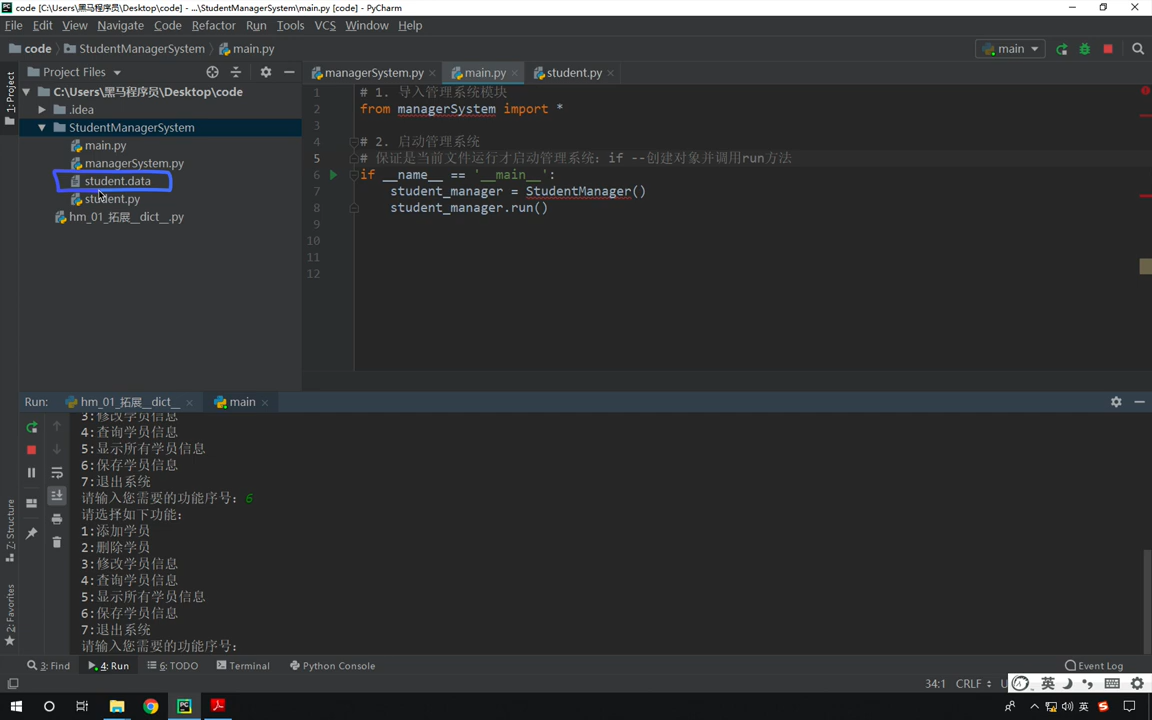 code [C:\Users\黑马程序员\Desktop\code] - ...\StudentManagerSystem\main.py [code] - PyCharm
File Edit View Navigate Code Refactor Run Tools VCS Window Help
code StudentManagerSystem main.py main
Project Files
managerSystem.py main.py student.py
1: Project
C:\Users\黑马程序员\Desktop\code
.idea
StudentManagerSystem
main.py
managerSystem.py
student.data
student.py
hm_01_拓展__dict__.py
1 # 1. 导入管理系统模块
2 from managerSystem import *
3
4 # 2. 启动管理系统
5 # 保证是当前文件运行才启动管理系统：if --创建对象并调用run方法
6 if __name__ == '__main__':
7 student_manager = StudentManager()
8 student_manager.run()
9
10
11
12
Run: hm_01_拓展__dict__ main
3:修改学员信息
4:查询学员信息
5:显示所有学员信息
6:保存学员信息
7:退出系统
请输入您需要的功能序号：6
请选择如下功能：
1:添加学员
2:删除学员
3:修改学员信息
4:查询学员信息
5:显示所有学员信息
6:保存学员信息
7:退出系统
请输入您需要的功能序号：
Z: Structure
2: Favorites
3: Find 4: Run 6: TODO Terminal Python Console Event Log
34:1 CRLF 英
英